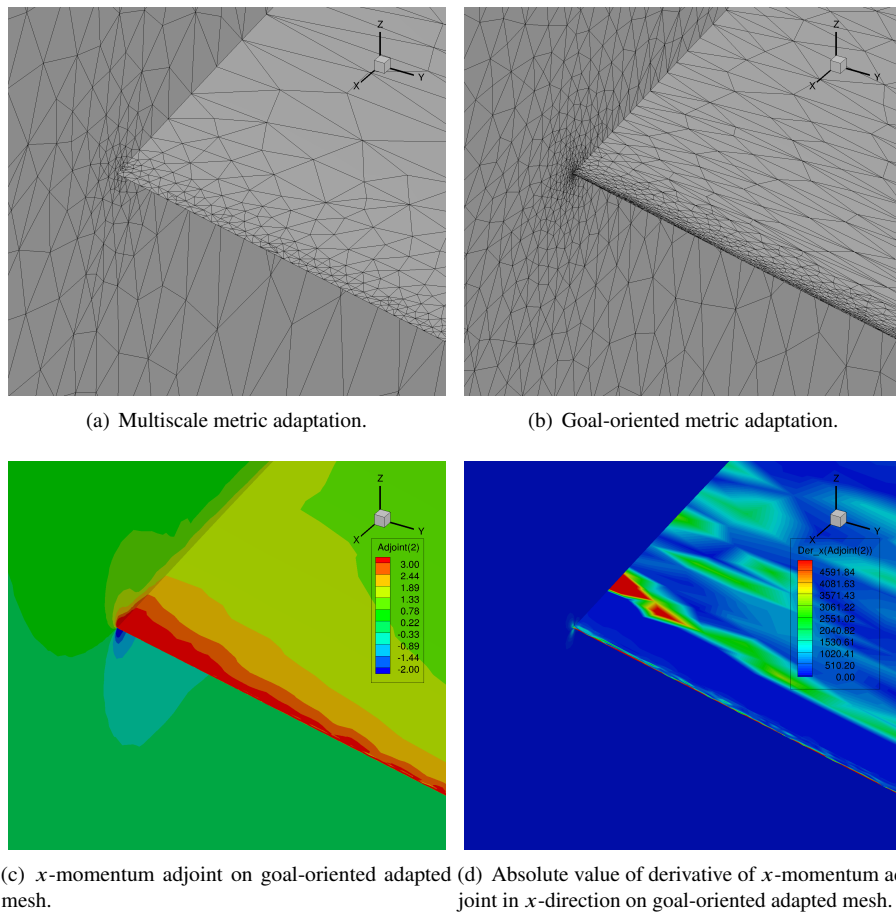 Z
X
Y
Z
X
Y
(a) Multiscale metric adaptation.
(b) Goal-oriented metric adaptation.
Z
X
Y
Adjoint(2)
3.00
2.44
1.89
1.33
0.78
0.22
-0.33
-0.89
-1.44
-2.00
Z
X
Y
Der_x(Adjoint(2))
4591.84
4081.63
3571.43
3061.22
2551.02
2040.82
1530.61
1020.41
510.20
0.00
(c) x-momentum adjoint on goal-oriented adapted
mesh.
(d) Absolute value of derivative of x-momentum ad
joint in x-direction on goal-oriented adapted mesh.